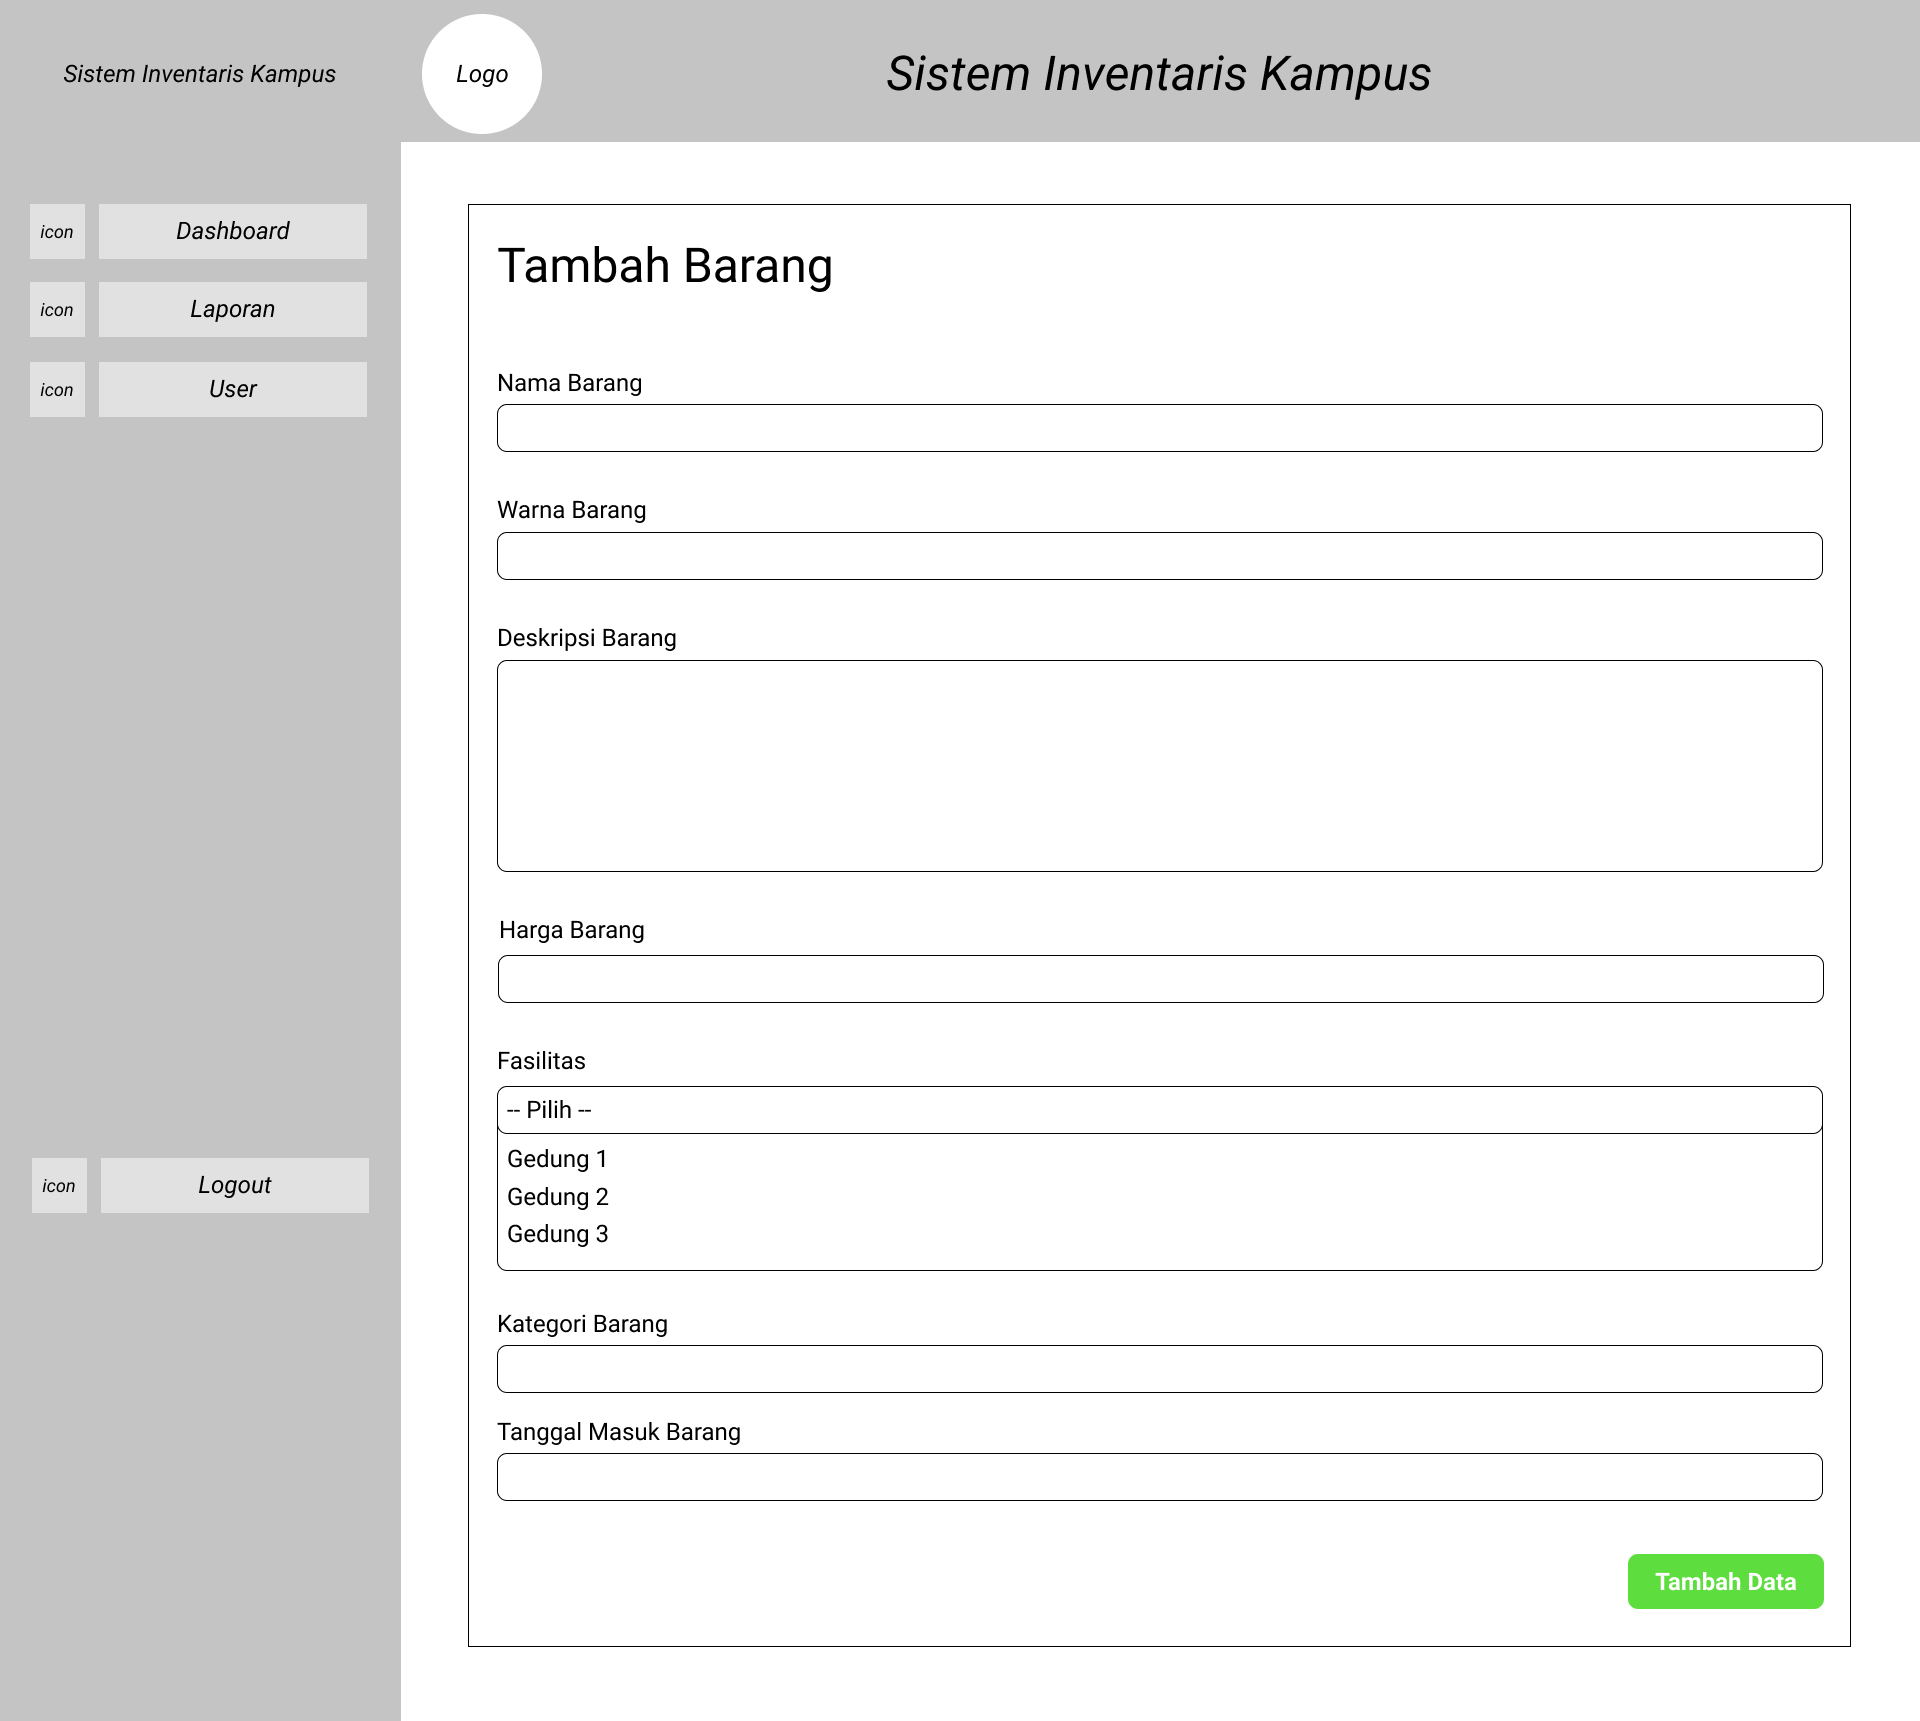 Sistem Inventaris Kampus
Logo
Sistem Inventaris Kampus
icon
Dashboard
icon
Laporan
icon
User
icon
Logout
Tambah Barang
Nama Barang
Warna Barang
Deskripsi Barang
Harga Barang
Fasilitas
-- Pilih --
Gedung 1
Gedung 2
Gedung 3
Kategori Barang
Tanggal Masuk Barang
Tambah Data